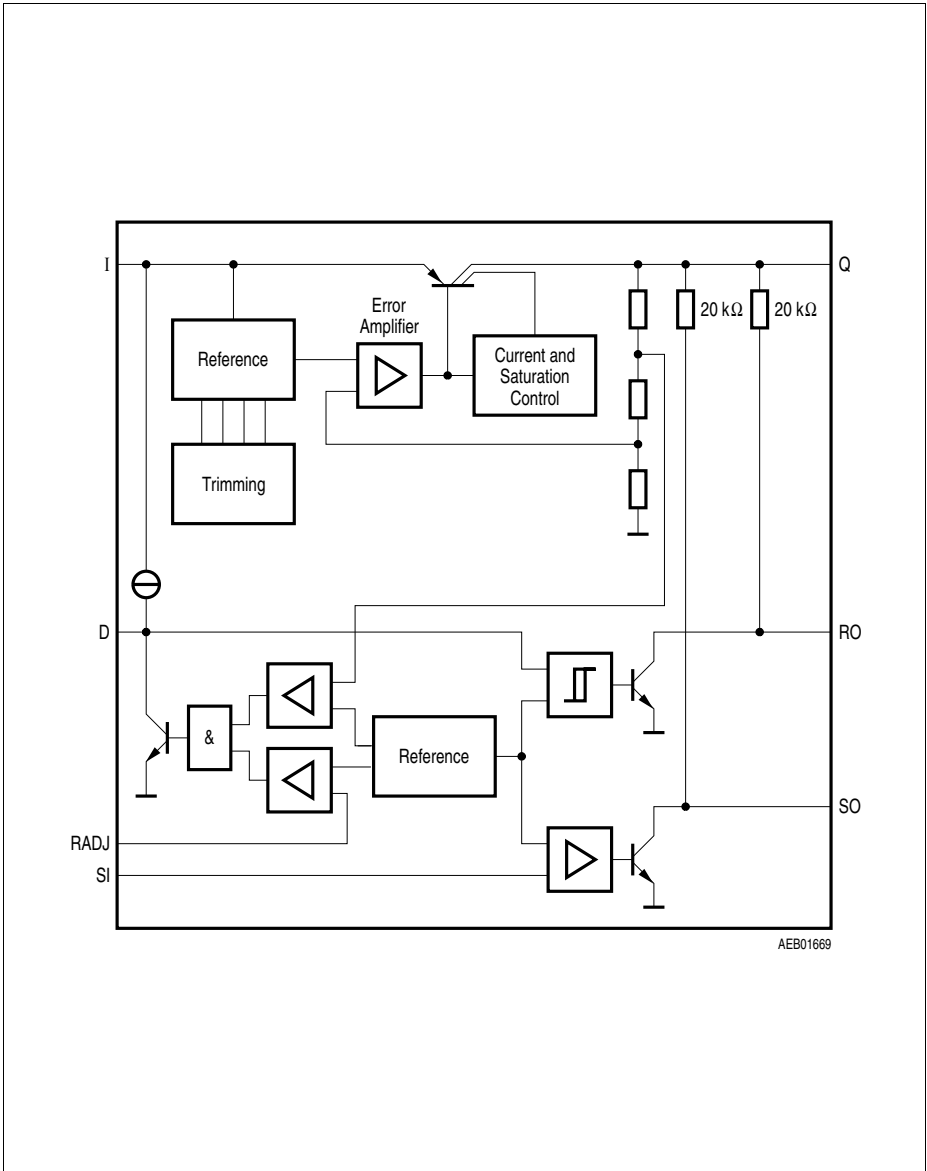 I
Q
Error
Amplifier
20 kΩ
20 kΩ
Reference
Current and
Saturation
Control
Trimming
D
RO
&
Reference
SO
RADJ
SI
AEB01669